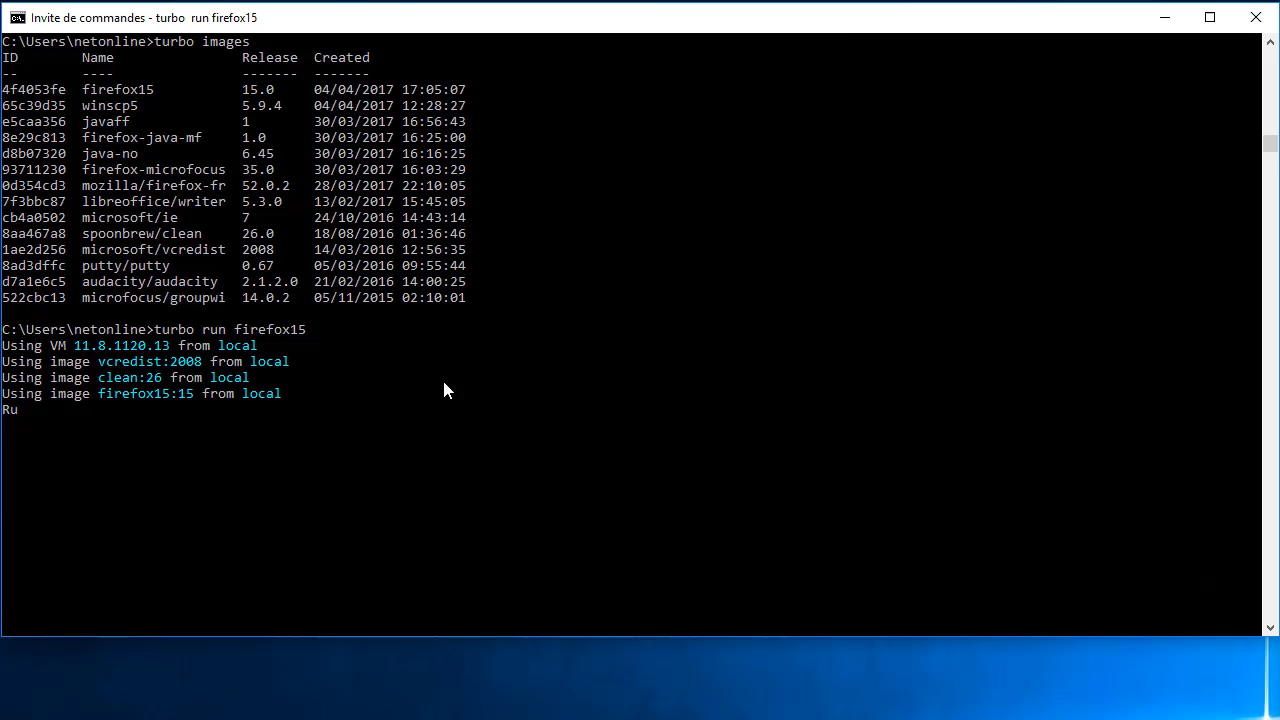 Invite de commandes - turbo  run firefox15
C:\Users\netonline>turbo images
ID         Name                Release   Created
--         ----                -------   -------
4f4053fe   firefox15           15.0      04/04/2017 17:05:07
65c39d35   winscp5             5.9.4     04/04/2017 12:28:27
e5caa356   javaff              1         30/03/2017 16:56:43
8e29c813   firefox-java-mf     1.0       30/03/2017 16:25:00
d8b07320   java-no             6.45      30/03/2017 16:16:25
93711230   firefox-microfocus  35.0      30/03/2017 16:03:29
0d354cd3   mozilla/firefox-fr  52.0.2    28/03/2017 22:10:05
7f3bbc87   libreoffice/writer  5.3.0     13/02/2017 15:45:05
cb4a0502   microsoft/ie        7         24/10/2016 14:43:14
8aa467a8   spoonbrew/clean     26.0      18/08/2016 01:36:46
1ae2d256   microsoft/vcredist  2008      14/03/2016 12:56:35
8ad3dffc   putty/putty         0.67      05/03/2016 09:55:44
d7a1e6c5   audacity/audacity   2.1.2.0   21/02/2016 14:00:25
522cbc13   microfocus/groupwi  14.0.2    05/11/2015 02:10:01
C:\Users\netonline>turbo run firefox15
Using VM 11.8.1120.13 from local
Using image vcredist:2008 from local
Using image clean:26 from local
Using image firefox15:15 from local
Ru